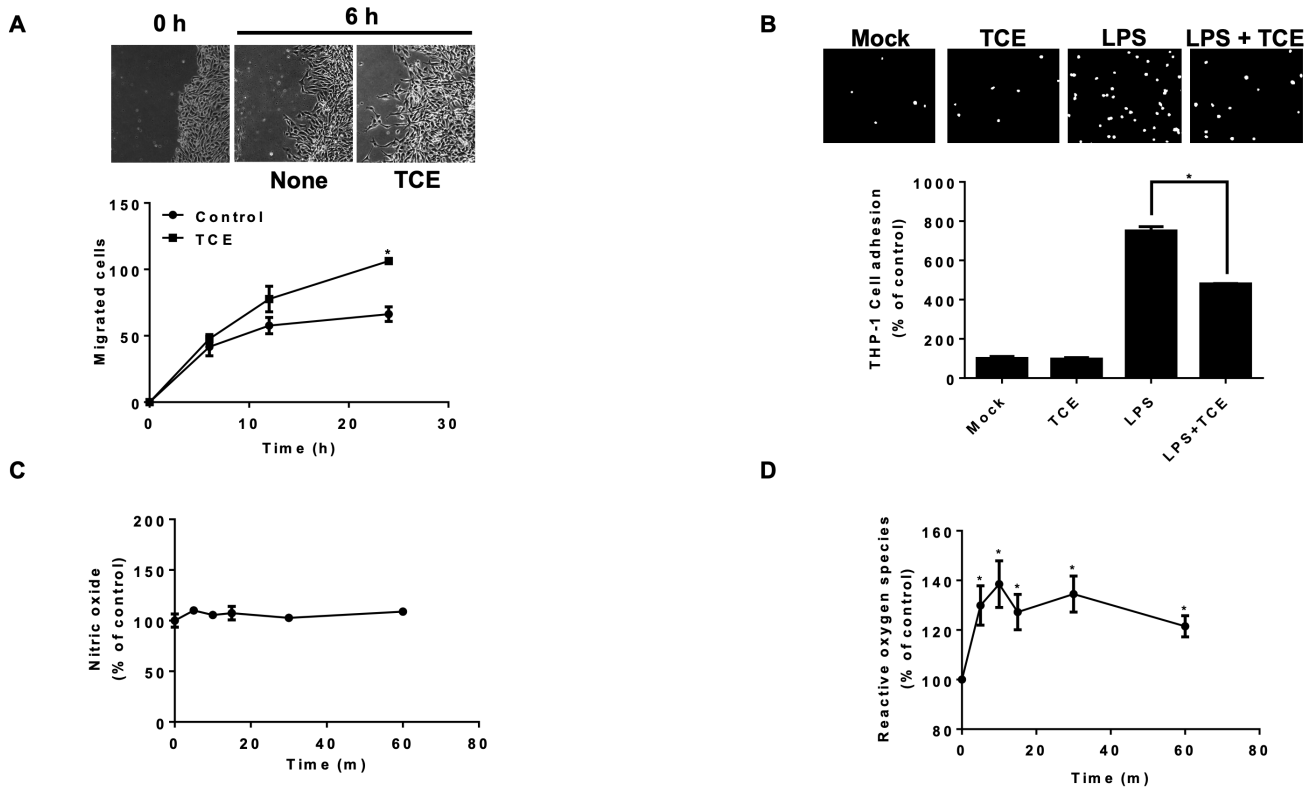 A
0 h
6 h
None
TCE
150
100
50
0
Migrated cells
Control
TCE
*
0
10
20
30
Time (h)
B
Mock
TCE
LPS
LPS + TCE
1000
800
600
400
200
0
THP-1 Cell adhesion
(% of control)
*
Mock
TCE
LPS
LPS+TCE
C
200
150
100
50
0
Nitric oxide
(% of control)
0
20
40
60
80
Time (m)
D
160
140
120
100
80
Reactive oxygen species
(% of control)
*
*
*
*
*
0
20
40
60
80
Time (m)